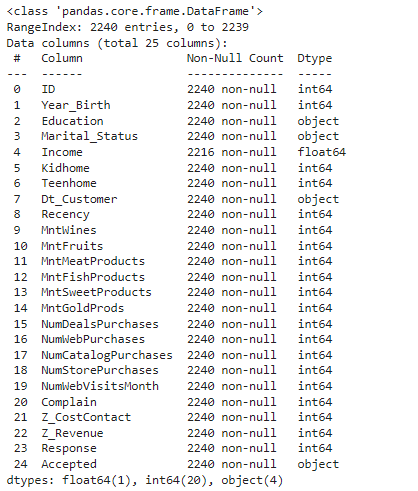 <class 'pandas.core.frame.DataFrame'>
RangeIndex: 2240 entries, 0 to 2239
Data columns (total 25 columns):
 #   Column               Non-Null Count  Dtype
---  ------               --------------  -----
 0   ID                   2240 non-null   int64
 1   Year_Birth           2240 non-null   int64
 2   Education            2240 non-null   object
 3   Marital_Status       2240 non-null   object
 4   Income               2216 non-null   float64
 5   Kidhome              2240 non-null   int64
 6   Teenhome             2240 non-null   int64
 7   Dt_Customer          2240 non-null   object
 8   Recency              2240 non-null   int64
 9   MntWines             2240 non-null   int64
 10  MntFruits            2240 non-null   int64
 11  MntMeatProducts      2240 non-null   int64
 12  MntFishProducts      2240 non-null   int64
 13  MntSweetProducts     2240 non-null   int64
 14  MntGoldProds         2240 non-null   int64
 15  NumDealsPurchases    2240 non-null   int64
 16  NumWebPurchases      2240 non-null   int64
 17  NumCatalogPurchases  2240 non-null   int64
 18  NumStorePurchases    2240 non-null   int64
 19  NumWebVisitsMonth    2240 non-null   int64
 20  Complain             2240 non-null   int64
 21  Z_CostContact        2240 non-null   int64
 22  Z_Revenue            2240 non-null   int64
 23  Response             2240 non-null   int64
 24  Accepted             2240 non-null   object
dtypes: float64(1), int64(20), object(4)